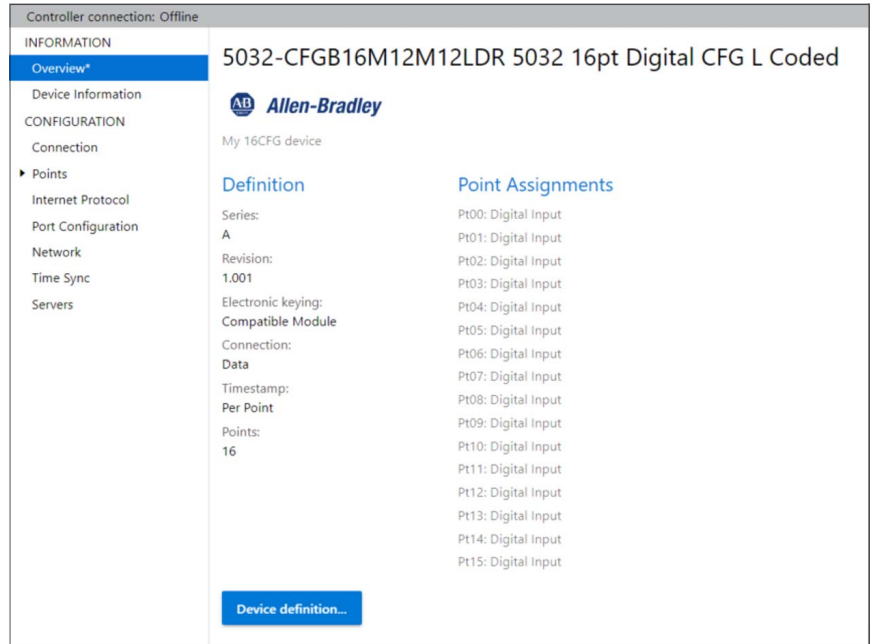 Controller connection: Offline
INFORMATION
Overview*
Device Information
CONFIGURATION
Connection
Points
Internet Protocol
Port Configuration
Network
Time Sync
Servers
5032-CFGB16M12M12LDR 5032 16pt Digital CFG L Coded
AB Allen-Bradley
My 16CFG device
Definition
Series:
A
Revision:
1.001
Electronic keying:
Compatible Module
Connection:
Data
Timestamp:
Per Point
Points:
16
Point Assignments
Pt00: Digital Input
Pt01: Digital Input
Pt02: Digital Input
Pt03: Digital Input
Pt04: Digital Input
Pt05: Digital Input
Pt06: Digital Input
Pt07: Digital Input
Pt08: Digital Input
Pt09: Digital Input
Pt10: Digital Input
Pt11: Digital Input
Pt12: Digital Input
Pt13: Digital Input
Pt14: Digital Input
Pt15: Digital Input
Device definition...